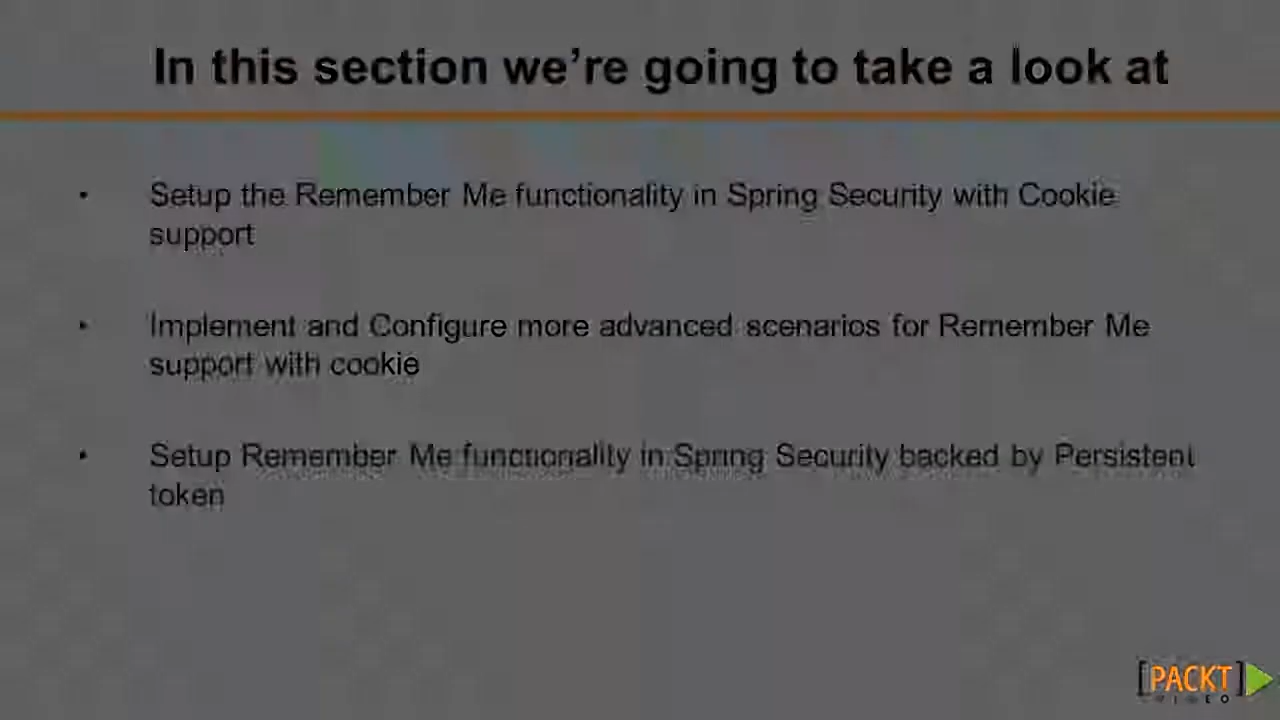 In this section we're going to take a look at
• Setup the Remember Me functionality in Spring Security with Cookie
support
• Implement and Configure more advanced scenarios for Remember Me
support with cookie
• Setup Remember Me functionality in Spring Security backed by Persistent
token
[PACKT]
VIDEO